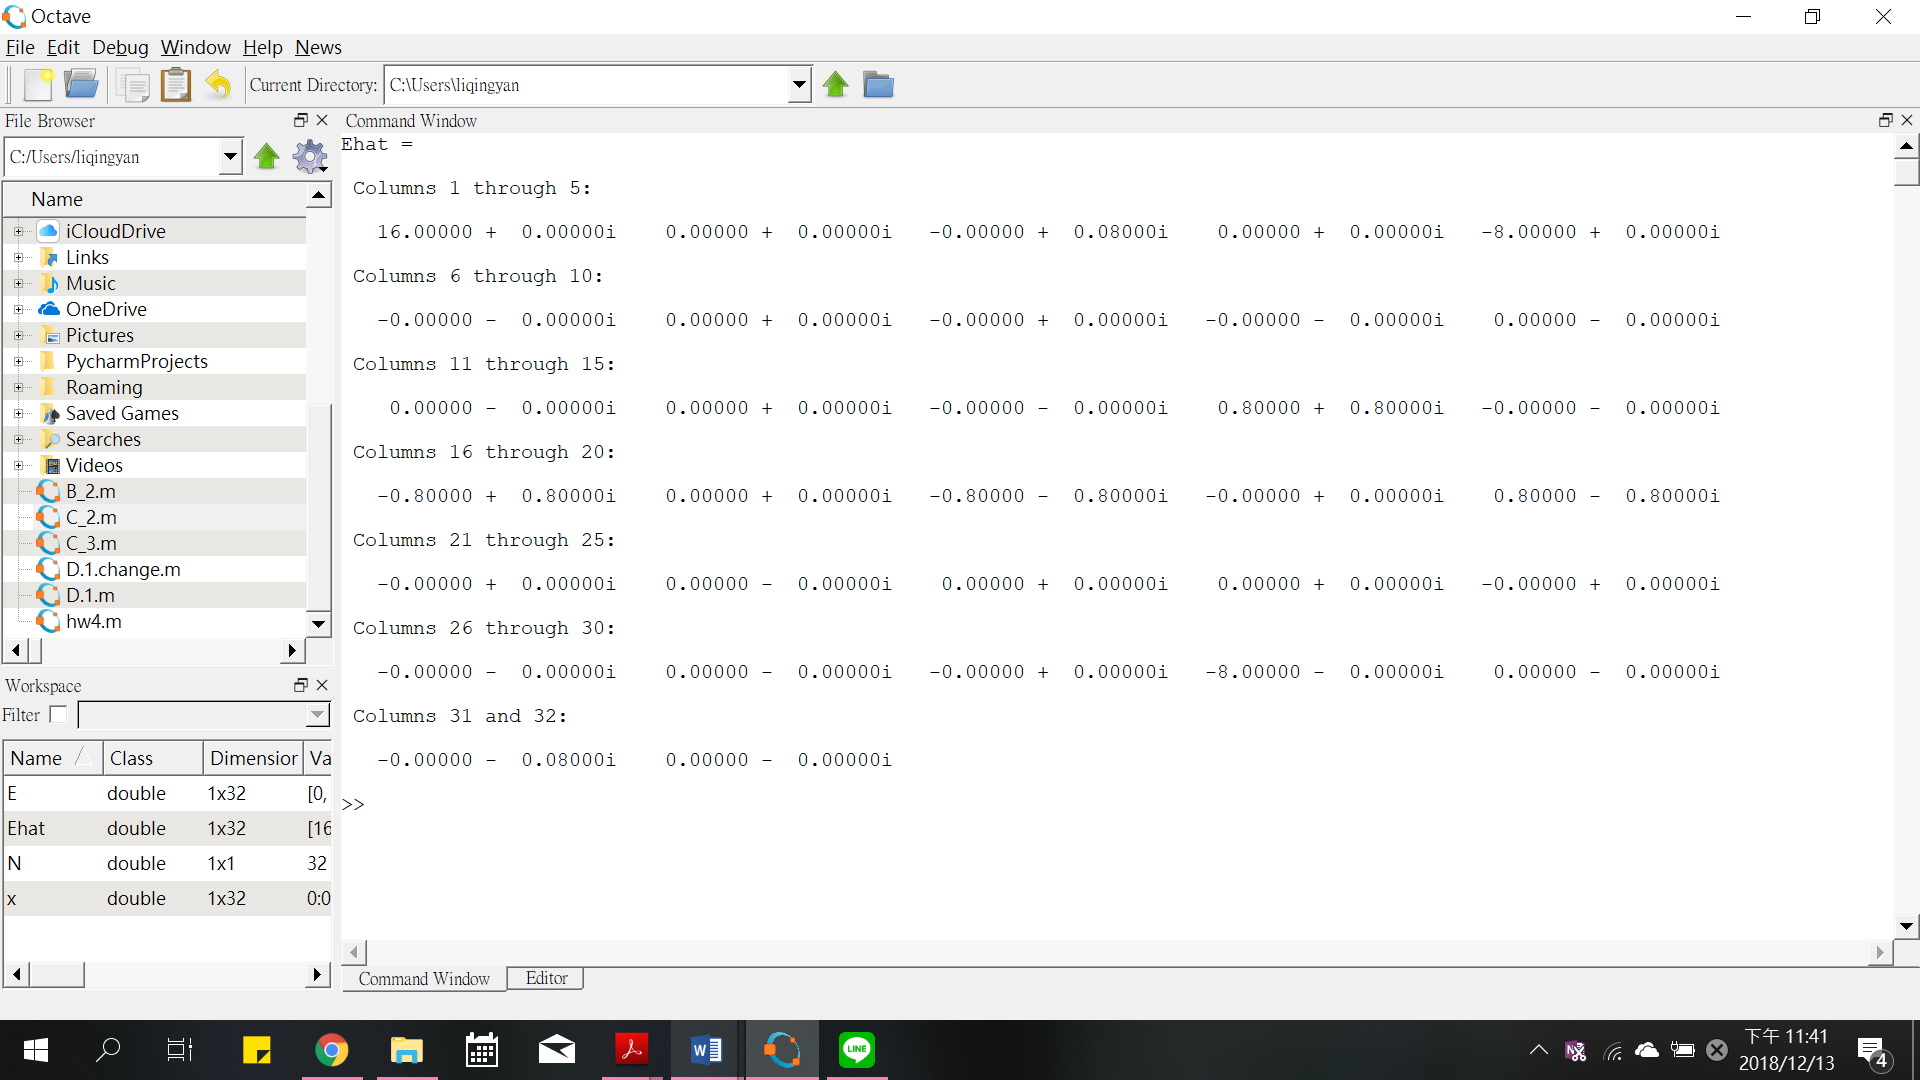 Octave
File Edit Debug Window Help News
Current Directory: C:\Users\liqingyan
File Browser
C:/Users/liqingyan
Name
iCloudDrive
Links
Music
OneDrive
Pictures
PycharmProjects
Roaming
Saved Games
Searches
Videos
B_2.m
C_2.m
C_3.m
D.1.change.m
D.1.m
hw4.m
Workspace
Filter
Name Class Dimension Va
E double 1x32 [0,
Ehat double 1x32 [16
N double 1x1 32
x double 1x32 0:0
Command Window
Ehat =
Columns 1 through 5:
16.00000 + 0.00000i 0.00000 + 0.00000i -0.00000 + 0.08000i 0.00000 + 0.00000i -8.00000 + 0.00000i
Columns 6 through 10:
-0.00000 - 0.00000i 0.00000 + 0.00000i -0.00000 + 0.00000i -0.00000 - 0.00000i 0.00000 - 0.00000i
Columns 11 through 15:
0.00000 - 0.00000i 0.00000 + 0.00000i -0.00000 - 0.00000i 0.80000 + 0.80000i -0.00000 - 0.00000i
Columns 16 through 20:
-0.80000 + 0.80000i 0.00000 + 0.00000i -0.80000 - 0.80000i -0.00000 + 0.00000i 0.80000 - 0.80000i
Columns 21 through 25:
-0.00000 + 0.00000i 0.00000 - 0.00000i 0.00000 + 0.00000i 0.00000 + 0.00000i -0.00000 + 0.00000i
Columns 26 through 30:
-0.00000 - 0.00000i 0.00000 - 0.00000i -0.00000 + 0.00000i -8.00000 - 0.00000i 0.00000 - 0.00000i
Columns 31 and 32:
-0.00000 - 0.08000i 0.00000 - 0.00000i
>>
Command Window Editor
LINE
下午 11:41
2018/12/13
4